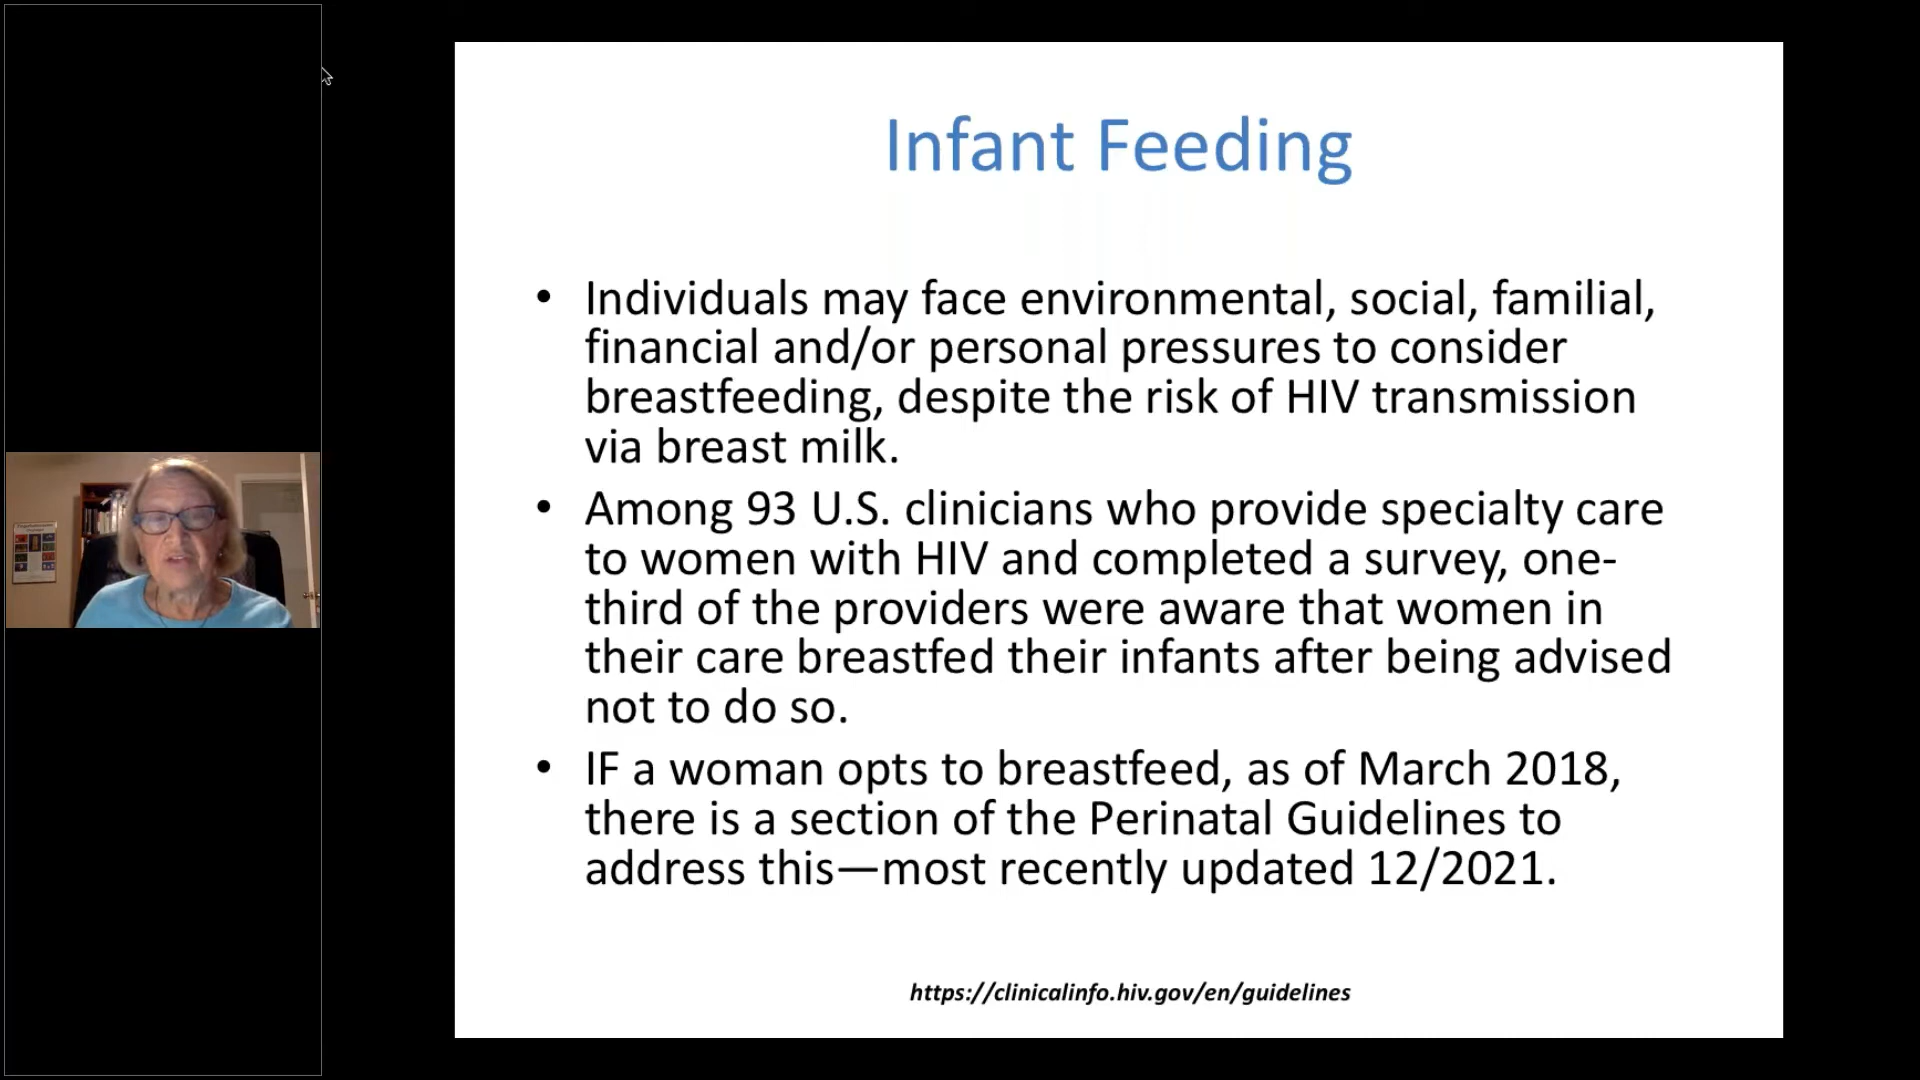 Infant Feeding
• Individuals may face environmental, social, familial,
financial and/or personal pressures to consider
breastfeeding, despite the risk of HIV transmission
via breast milk.
• Among 93 U.S. clinicians who provide specialty care
to women with HIV and completed a survey, one-
third of the providers were aware that women in
their care breastfed their infants after being advised
not to do so.
• IF a woman opts to breastfeed, as of March 2018,
there is a section of the Perinatal Guidelines to
address this—most recently updated 12/2021.
https://clinicalinfo.hiv.gov/en/guidelines